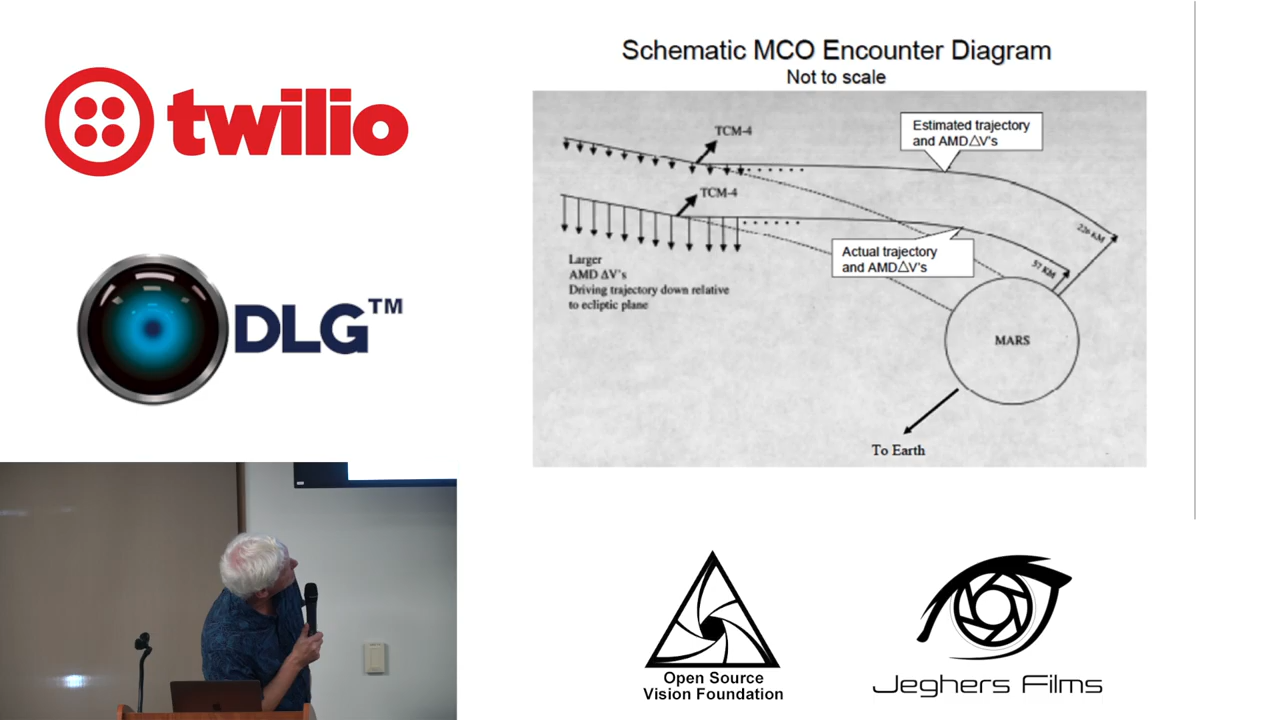 twilio
DLG™
Schematic MCO Encounter Diagram
Not to scale
TCM-4
Estimated trajectory
and AMD△V's
TCM-4
226 KM
Actual trajectory
and AMD△V's
57 KM
Larger
AMD ΔV's
Driving trajectory down relative
to ecliptic plane
MARS
To Earth
Open Source
Vision Foundation
Jeghers Films